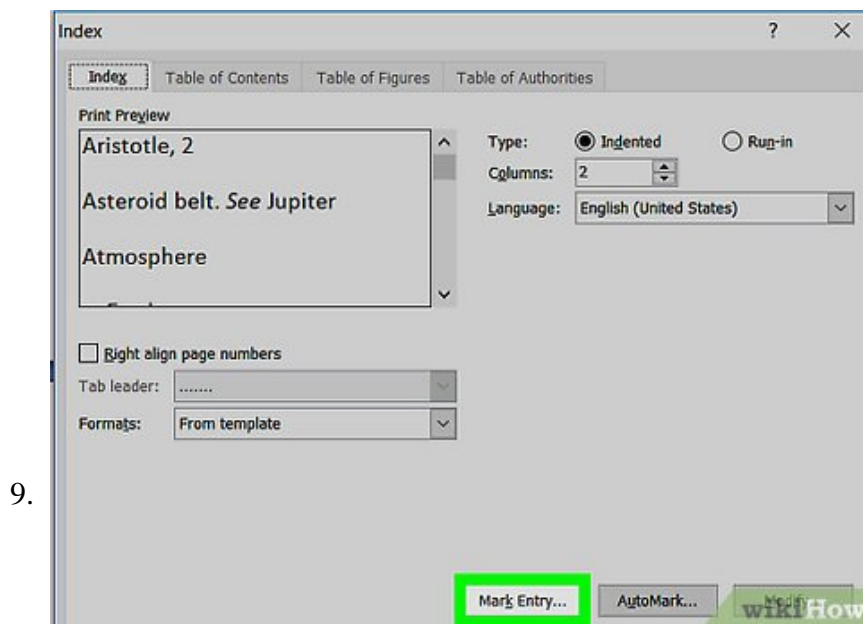 Index ?
Index Table of Contents Table of Figures Table of Authorities
Print Preview
Aristotle, 2
Asteroid belt. See Jupiter
Atmosphere
Type: Indented Run-in
Columns: 2
Language: English (United States)
Right align page numbers
Tab leader: .......
Formats: From template
9.
Mark Entry... AutoMark...
wikiHow